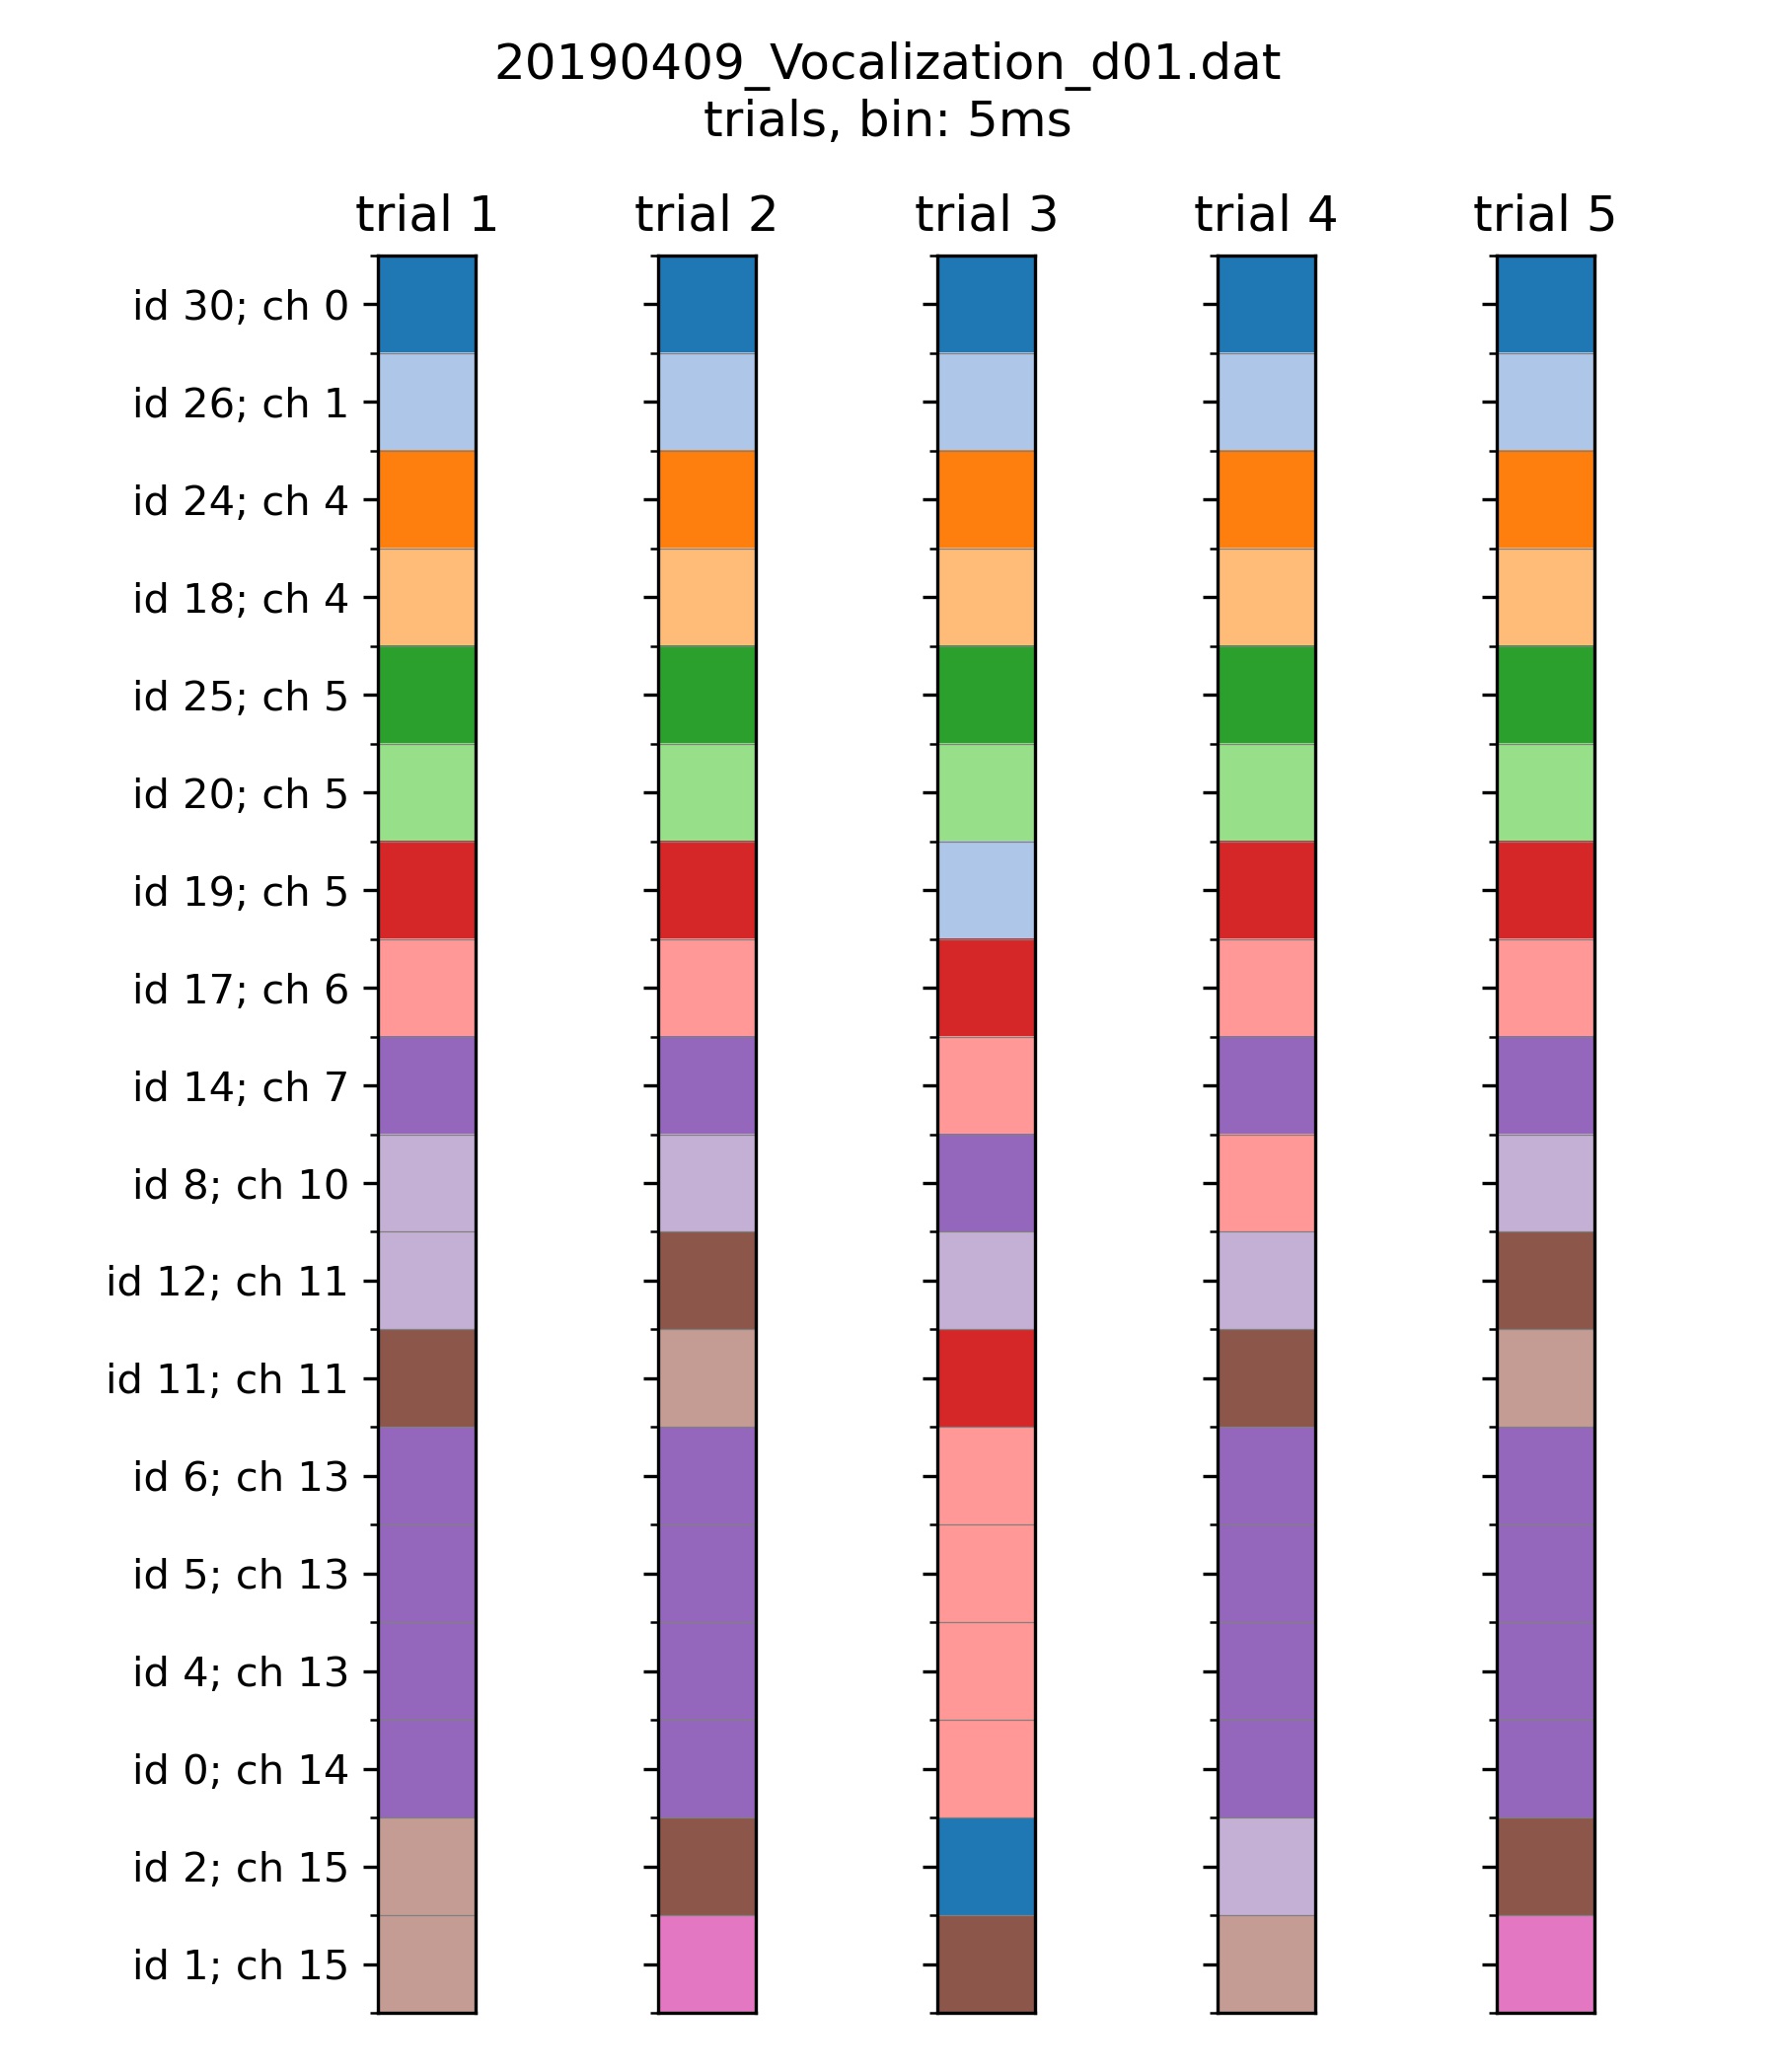 20190409_Vocalization_d01.dat
trials, bin: 5ms
trial 1 trial 2 trial 3 trial 4 trial 5
id 30; ch 0
id 26; ch 1
id 24; ch 4
id 18; ch 4
id 25; ch 5
id 20; ch 5
id 19; ch 5
id 17; ch 6
id 14; ch 7
id 8; ch 10
id 12; ch 11
id 11; ch 11
id 6; ch 13
id 5; ch 13
id 4; ch 13
id 0; ch 14
id 2; ch 15
id 1; ch 15